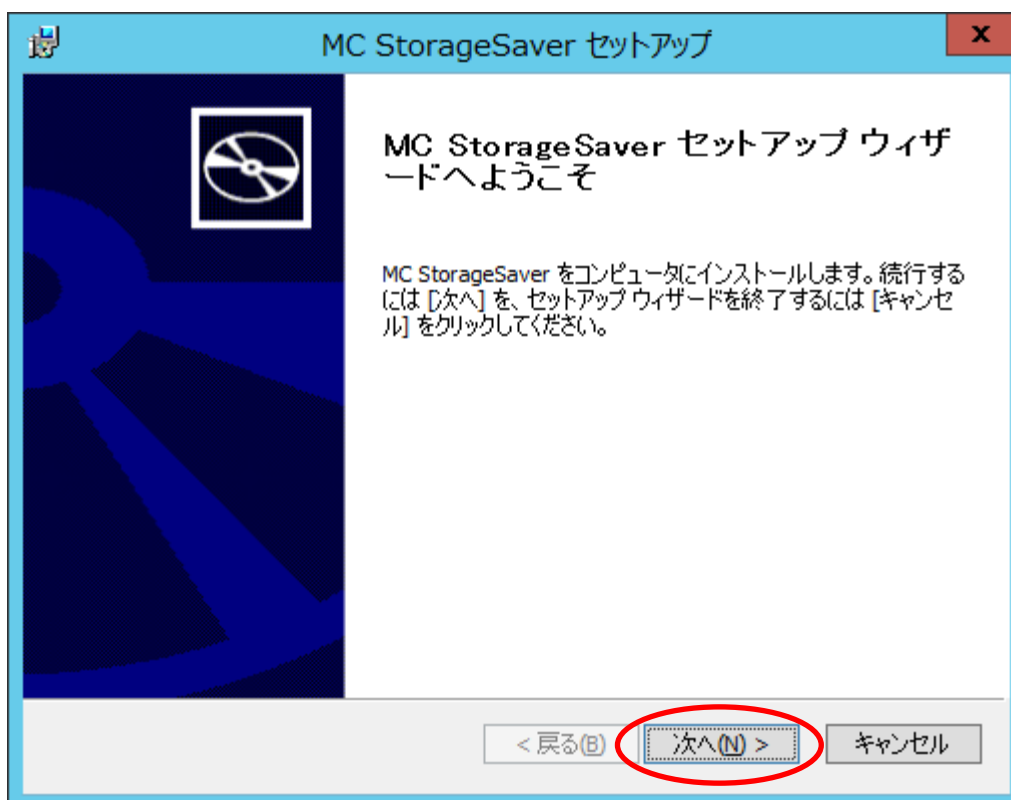 MC StorageSaver セットアップ
x
MC StorageSaver セットアップ ウィザ
ードへようこそ
MC StorageSaver をコンピュータにインストールします。続行する
には [次へ] を、セットアップ ウィザードを終了するには [キャンセ
ル] をクリックしてください。
< 戻る(B) 次へ(N) > キャンセル